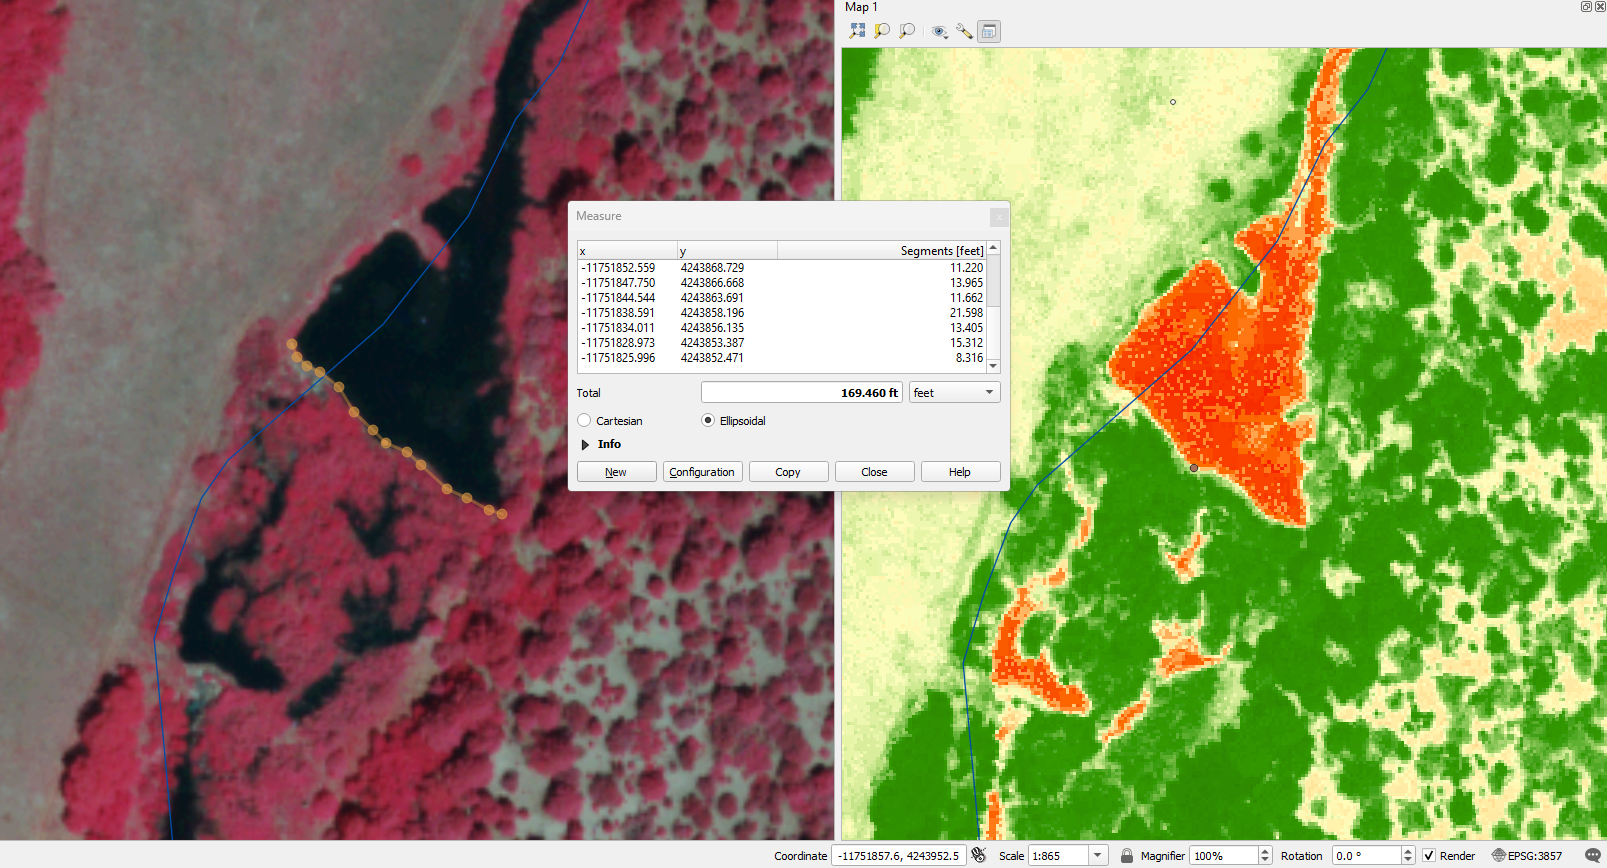 Map 1
Measure
x y Segments [feet]
-11751852.559 4243868.729 11.220
-11751847.750 4243866.668 13.965
-11751844.544 4243863.691 11.662
-11751838.591 4243858.196 21.598
-11751834.011 4243856.135 13.405
-11751828.973 4243853.387 15.312
-11751825.996 4243852.471 8.316
Total 169.460 ft feet
Cartesian Ellipsoidal
Info
New Configuration Copy Close Help
Coordinate -11751857.6, 4243952.5 Scale 1:865 Magnifier 100% Rotation 0.0 ° Render EPSG:3857